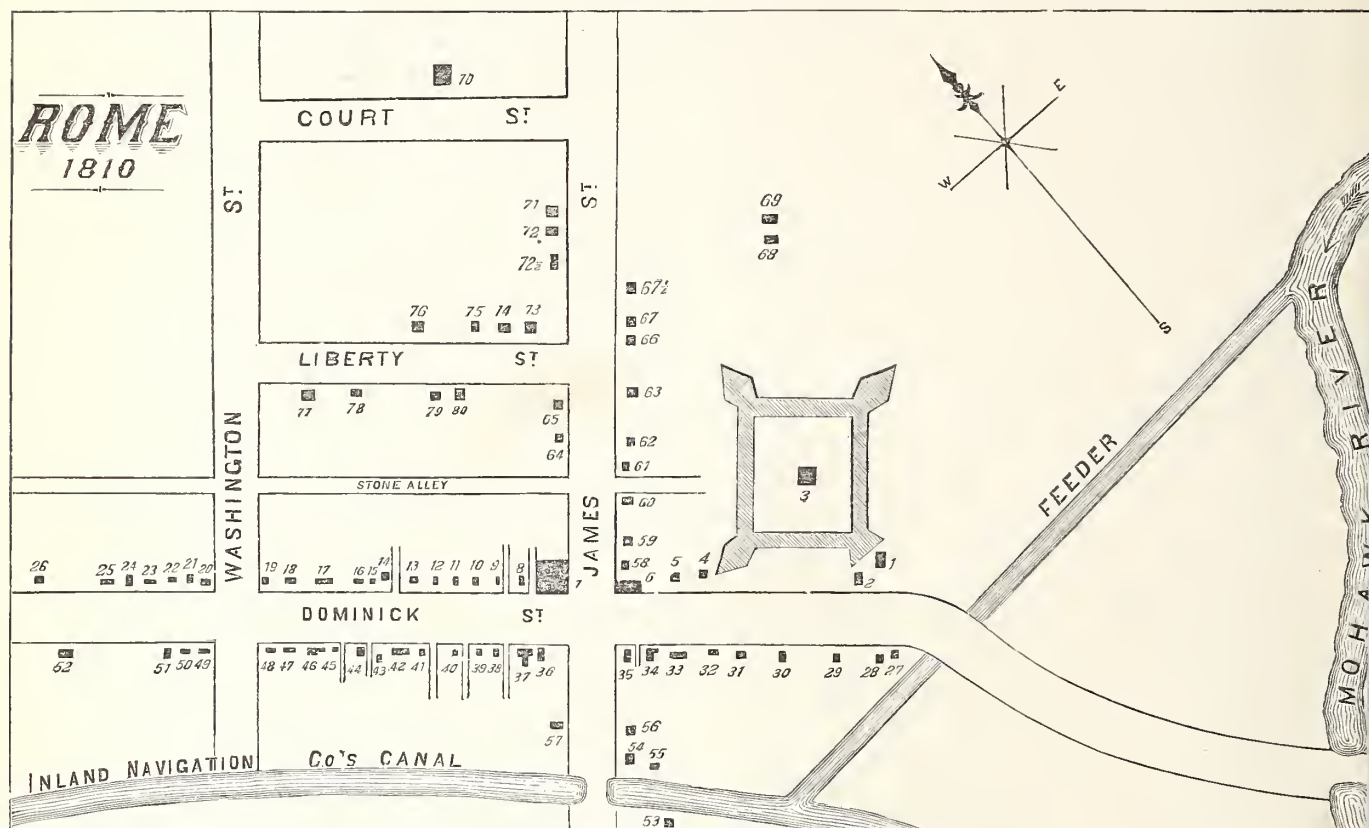 ROME
1810
70
COURT ST
ST
ST
71
72
72½
76 75 14 73
LIBERTY ST
77 78 79 80
65
64
STONE ALLEY
WASHINGTON
JAMES
69
68
67½
67
66
63
62
61
60
59
58
6 5 4
3
1
2
E
W
S
FEEDER
MOHAWK RIVER
26 25 24 23 22 21 20
19 18 17 16 15 14 13 12 11 10 9 8 7
DOMINICK ST
52 51 50 49
48 47 46 45 44 43 42 41 40 39 38 37 36
35 34 33 32 31 30 29 28 27
57
56
54 55
INLAND NAVIGATION Co's CANAL
53